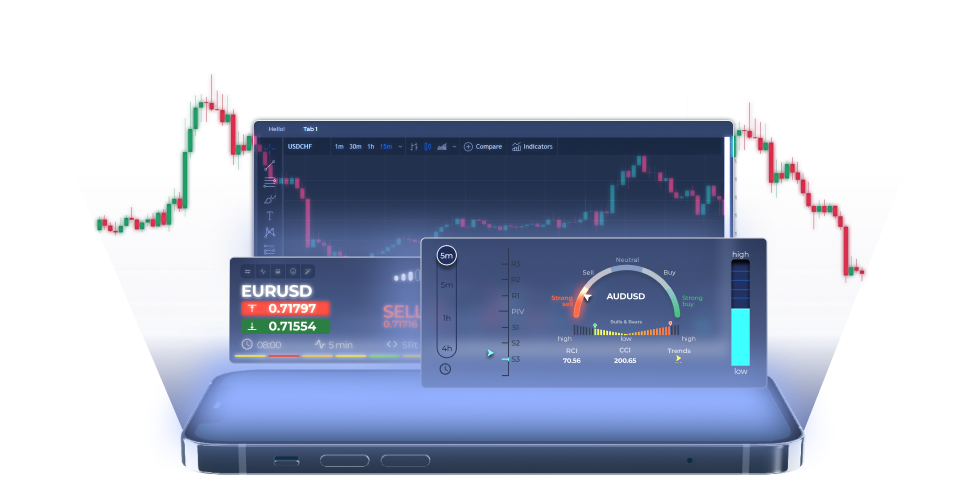 Hello! Tab 1
USDCHF 1m 30m 1h 15m Compare Indicators
EURUSD
0.71797
0.71554
08:00 5 min
SELL
0.71716
5m
5m
1h
4h
R3
R2
R1
PIV
S1
S2
S3
Neutral
Sell Buy
Strong sell
AUDUSD
Strong buy
Bulls & Bears
high low high
RCI CCI Trends
70.56 200.65
high
low